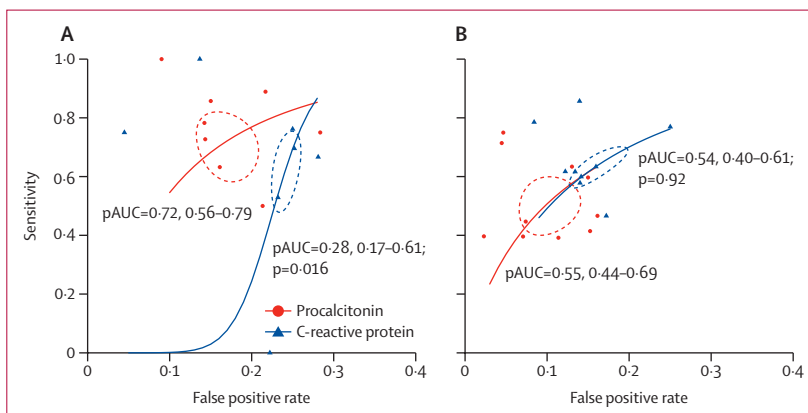 A
B
1·0
0·8
0·6
0·4
0·2
0
Sensitivity
pAUC=0·72, 0·56–0·79
pAUC=0·28, 0·17–0·61;
p=0·016
Procalcitonin
C-reactive protein
0 0·1 0·2 0·3 0·4
False positive rate
pAUC=0·54, 0·40–0·61;
p=0·92
pAUC=0·55, 0·44–0·69
0 0·1 0·2 0·3 0·4
False positive rate